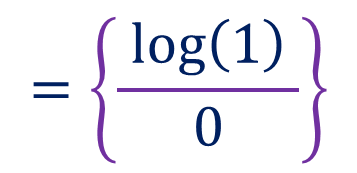 = { log(1) / 0 }